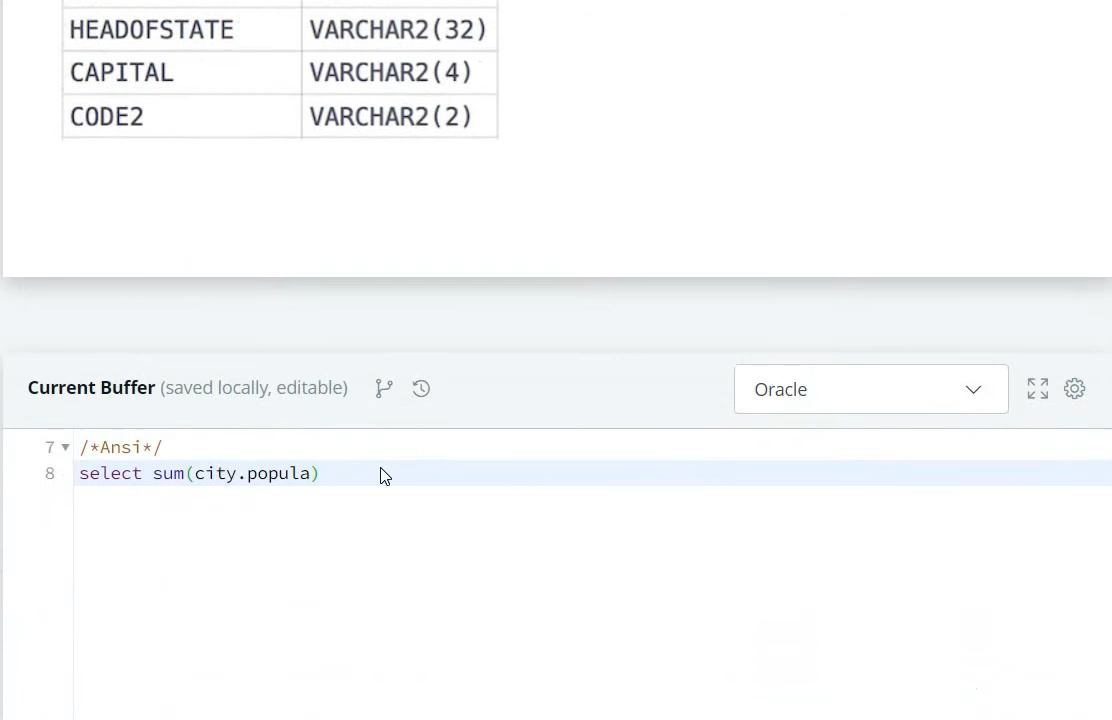 HEADOFSTATE VARCHAR2(32)
CAPITAL VARCHAR2(4)
CODE2 VARCHAR2(2)
Current Buffer (saved locally, editable) Oracle
7 /*Ansi*/
8 select sum(city.popula)